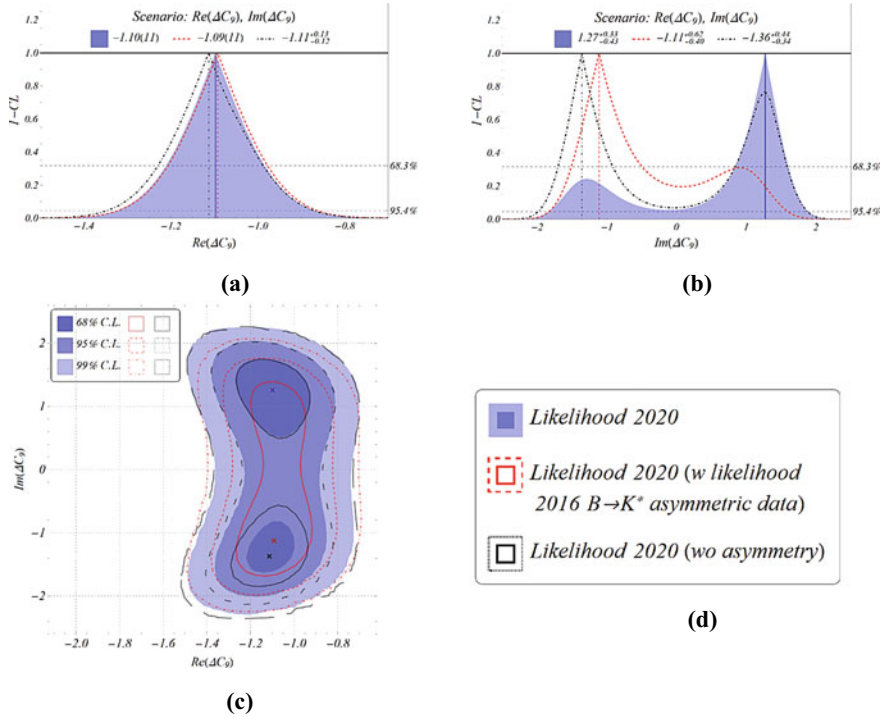 Scenario: Re(ΔC₉), Im(ΔC₉)
−1.10(11) −1.09(11) −1.11+0.13−0.12
1.0
0.8
0.6
0.4
0.2
0.0
1−CL
68.3%
95.4%
−1.4 −1.2 −1.0 −0.8
Re(ΔC₉)
(a)
Scenario: Re(ΔC₉), Im(ΔC₉)
1.27+0.33−0.43 −1.11+0.62−0.40 −1.36+0.44−0.34
1.0
0.8
0.6
0.4
0.2
0.0
1−CL
68.3%
95.4%
−2 −1 0 1 2
Im(ΔC₉)
(b)
68% C.L.
95% C.L.
99% C.L.
2
1
0
−1
−2
Im(ΔC₉)
−2.0 −1.8 −1.6 −1.4 −1.2 −1.0 −0.8 −0.6
Re(ΔC₉)
(c)
Likelihood 2020
Likelihood 2020 (w likelihood
2016 B→K* asymmetric data)
Likelihood 2020 (wo asymmetry)
(d)